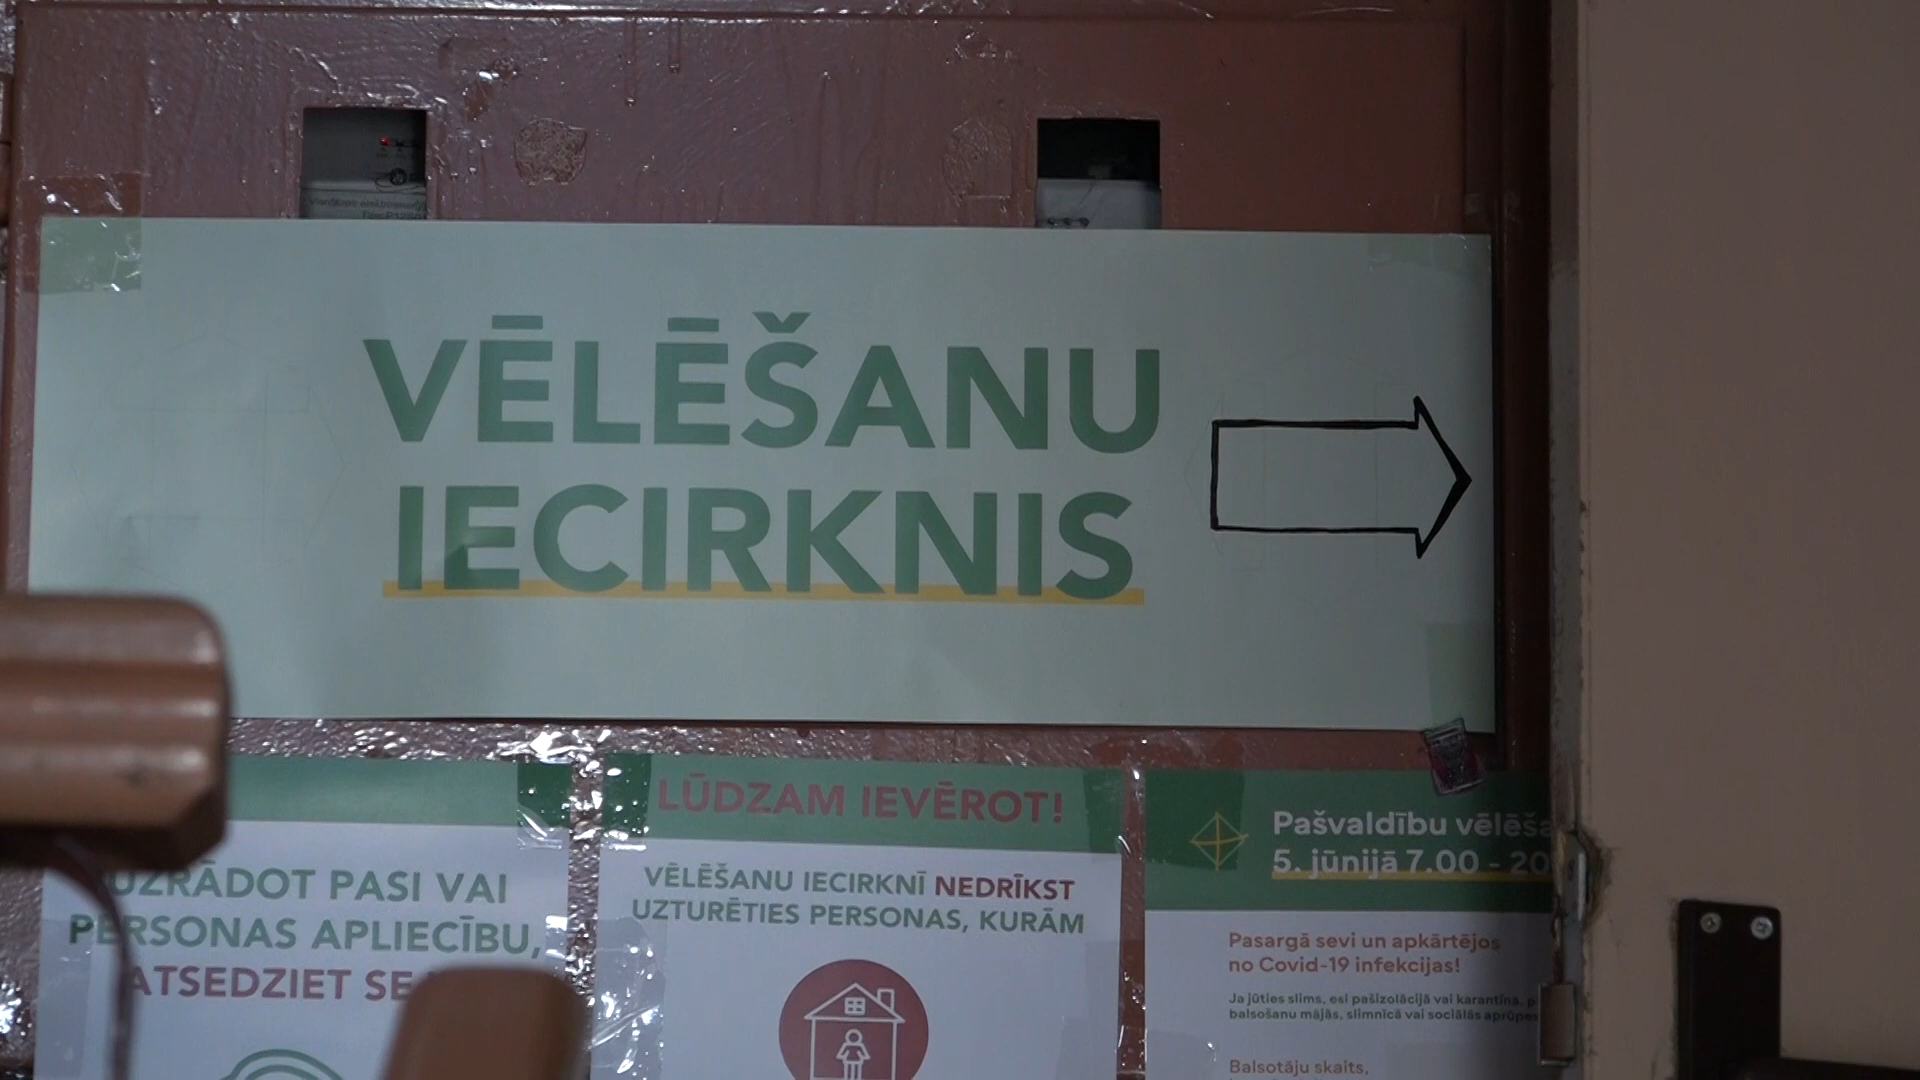 VĒLĒŠANU
IECIRKNIS
UZRĀDOT PASI VAI
PERSONAS APLIECĪBU,
ATSEDZIET
LŪDZAM IEVĒROT!
VĒLĒŠANU IECIRKNĪ NEDRĪKST
UZTURĒTIES PERSONAS, KURĀM
Pašvaldību vēlēša
5. jūnijā 7.00 - 20
Pasargā sevi un apkārtējos
no Covid-19 infekcijas!
Ja jūties slims, esi pašizolācijā vai karantīnā,
balsošanu mājās, slimnīcā vai sociālās aprūpes
Balsotāju skaits,